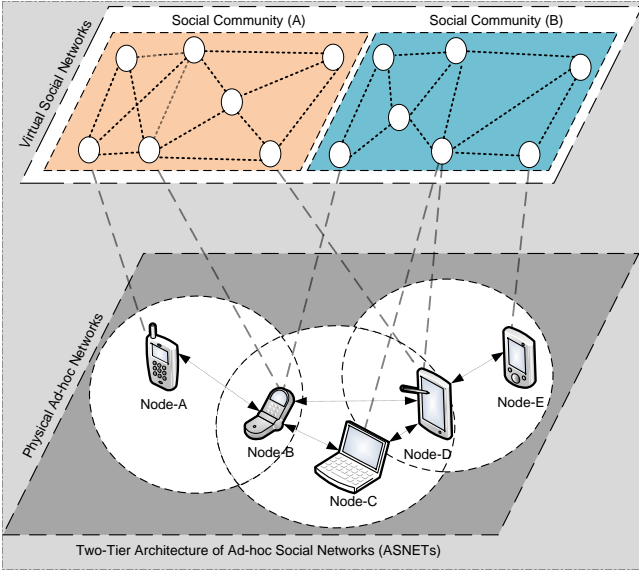 Social Community (A)
Social Community (B)
Virtual Social Networks
Physical Ad-hoc Networks
Node-A
Node-B
Node-C
Node-D
Node-E
Two-Tier Architecture of Ad-hoc Social Networks (ASNETs)